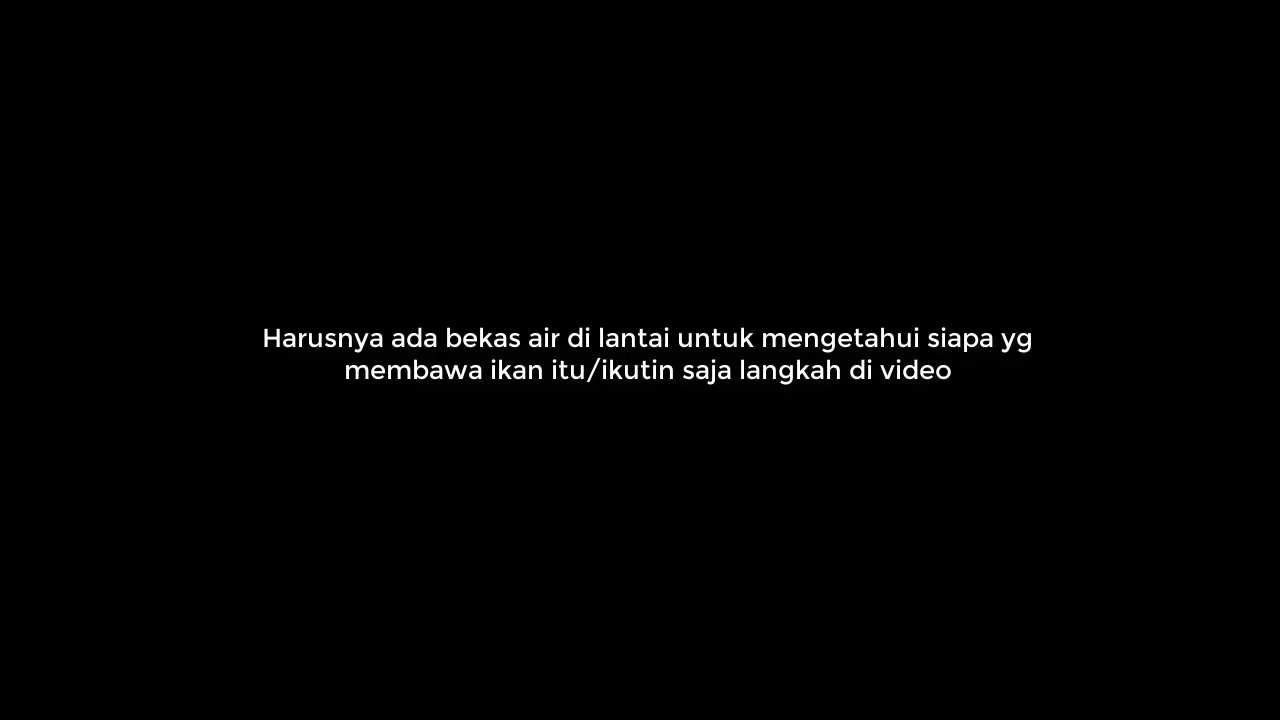 Harusnya ada bekas air di lantai untuk mengetahui siapa yg
membawa ikan itu/ikutin saja langkah di video